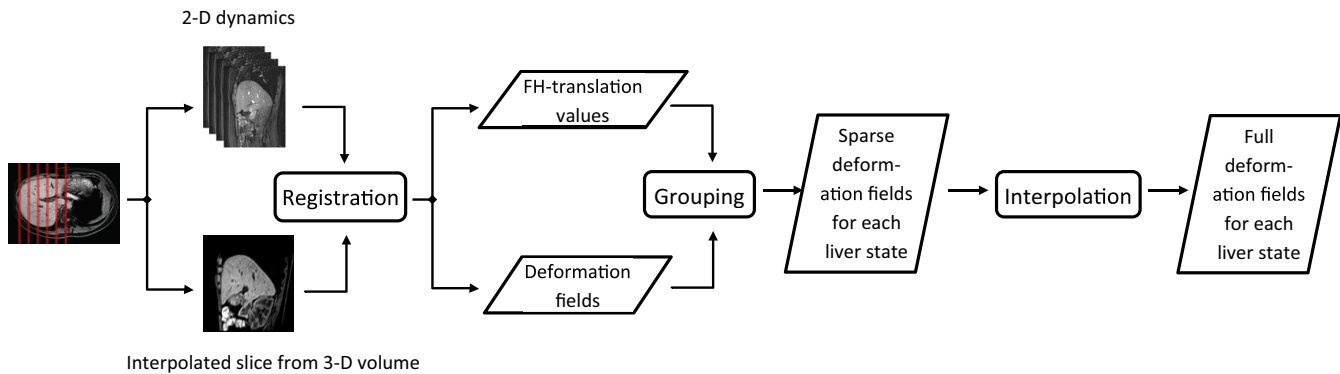 2-D dynamics
Interpolated slice from 3-D volume
Registration
FH-translation
values
Deformation
fields
Grouping
Sparse
deform-
ation fields
for each
liver state
Interpolation
Full
deform-
ation fields
for each
liver state